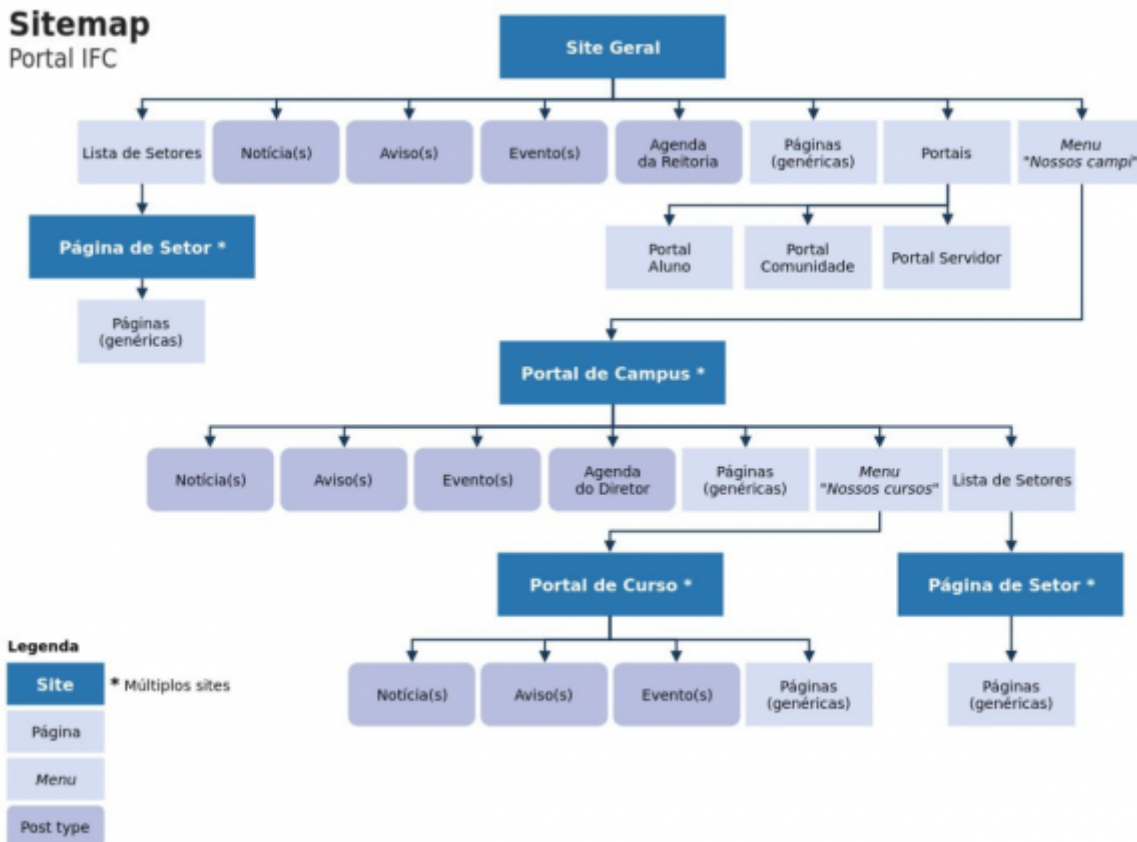 Sitemap
Portal IFC
Site Geral
Lista de Setores
Notícia(s)
Aviso(s)
Evento(s)
Agenda
da Reitoria
Páginas
(genéricas)
Portais
Menu
"Nossos campi"
Página de Setor *
Páginas
(genéricas)
Portal
Aluno
Portal
Comunidade
Portal Servidor
Portal de Campus *
Notícia(s)
Aviso(s)
Evento(s)
Agenda
do Diretor
Páginas
(genéricas)
Menu
"Nossos cursos"
Lista de Setores
Portal de Curso *
Página de Setor *
Notícia(s)
Aviso(s)
Evento(s)
Páginas
(genéricas)
Páginas
(genéricas)
Legenda
Site
* Múltiplos sites
Página
Menu
Post type